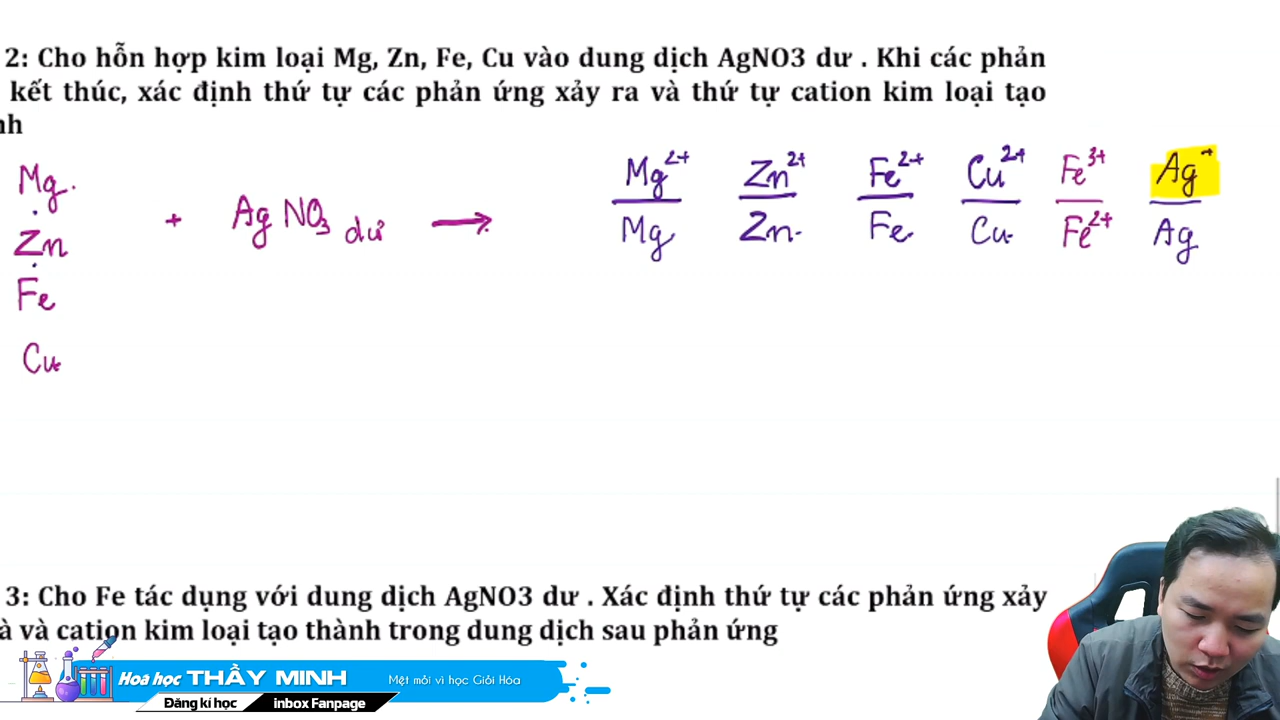 2: Cho hỗn hợp kim loại Mg, Zn, Fe, Cu vào dung dịch AgNO3 dư . Khi các phản
kết thúc, xác định thứ tự các phản ứng xảy ra và thứ tự cation kim loại tạo
nh
Mg
Zn
Fe
Cu
+ AgNO₃ dư →
Mg²⁺ Zn²⁺ Fe²⁺ Cu²⁺ Fe³⁺ Ag⁺
Mg Zn Fe Cu Fe²⁺ Ag
3: Cho Fe tác dụng với dung dịch AgNO3 dư . Xác định thứ tự các phản ứng xảy
à và cation kim loại tạo thành trong dung dịch sau phản ứng
Hoá học THẦY MINH
Mệt mỏi vì học Giỏi Hóa
Đăng kí học
inbox Fanpage